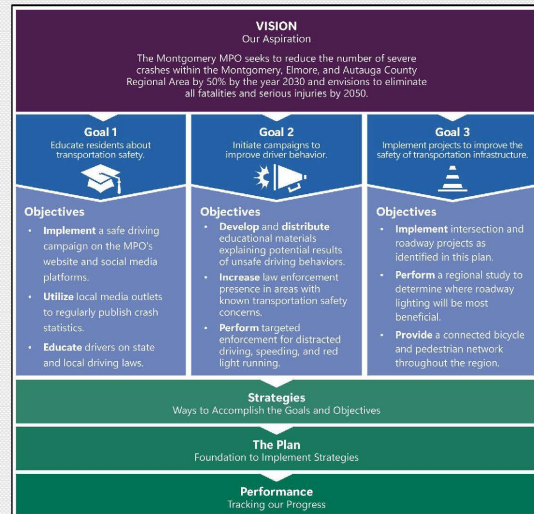 VISION
Our Aspiration
The Montgomery MPO seeks to reduce the number of severe
crashes within the Montgomery, Elmore, and Autauga County
Regional Area by 50% by the year 2030 and envisions to eliminate
all fatalities and serious injuries by 2050.
Goal 1
Educate residents about
transportation safety.
Objectives
• Implement a safe driving
campaign on the MPO's
website and social media
platforms.
• Utilize local media outlets
to regularly publish crash
statistics.
• Educate drivers on state
and local driving laws.
Goal 2
Initiate campaigns to
improve driver behavior.
Objectives
• Develop and distribute
educational materials
explaining potential results
of unsafe driving behaviors.
• Increase law enforcement
presence in areas with
known transportation safety
concerns.
• Perform targeted
enforcement for distracted
driving, speeding, and red
light running.
Goal 3
Implement projects to improve the
safety of transportation infrastructure.
Objectives
• Implement intersection and
roadway projects as
identified in this plan.
• Perform a regional study to
determine where roadway
lighting will be most
beneficial.
• Provide a connected bicycle
and pedestrian network
throughout the region.
Strategies
Ways to Accomplish the Goals and Objectives
The Plan
Foundation to Implement Strategies
Performance
Tracking our Progress